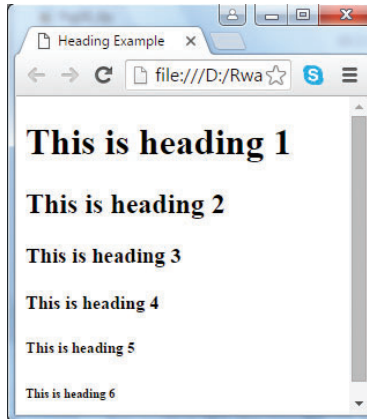 Heading Example
file:///D:/Rwa
This is heading 1
This is heading 2
This is heading 3
This is heading 4
This is heading 5
This is heading 6